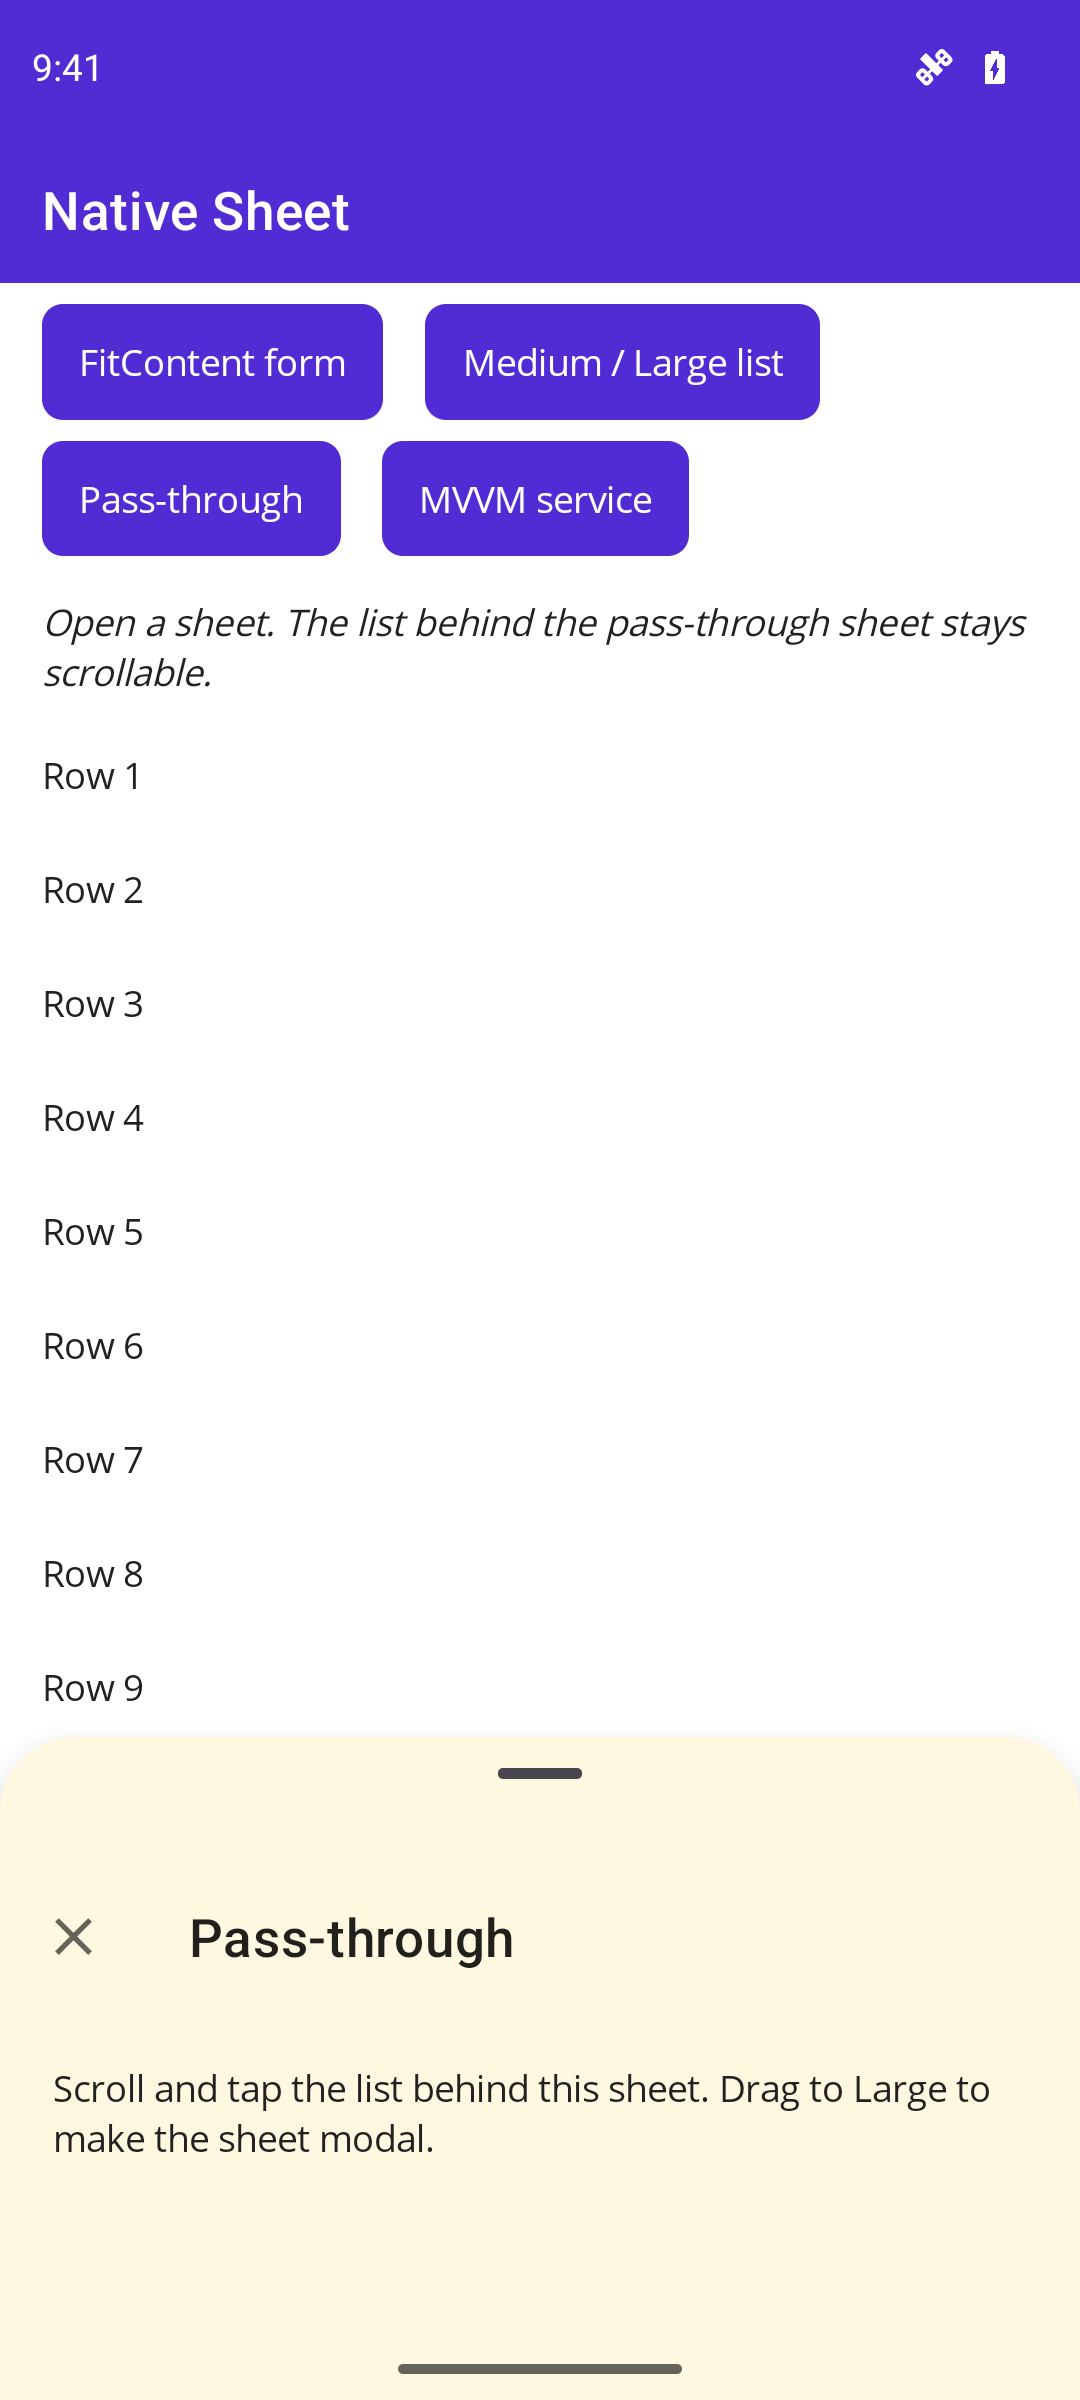 9:41
Native Sheet
FitContent form
Medium / Large list
Pass-through
MVVM service
Open a sheet. The list behind the pass-through sheet stays
scrollable.
Row 1
Row 2
Row 3
Row 4
Row 5
Row 6
Row 7
Row 8
Row 9
Pass-through
Scroll and tap the list behind this sheet. Drag to Large to
make the sheet modal.